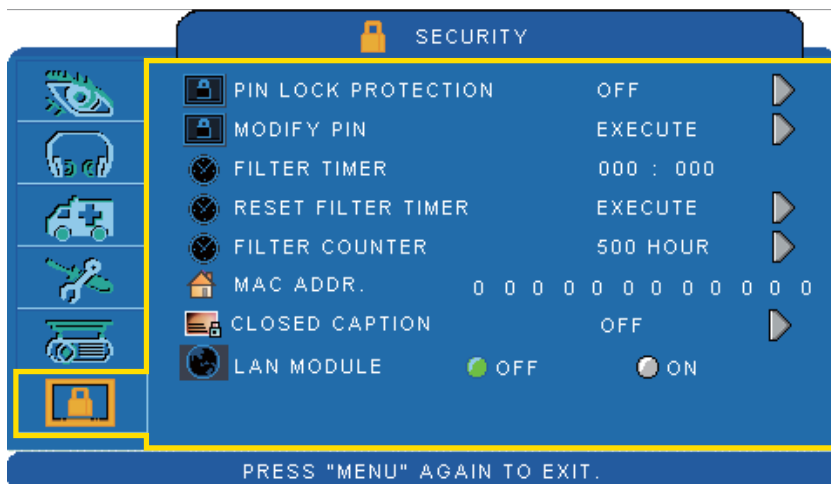 SECURITY
PIN LOCK PROTECTION OFF
MODIFY PIN EXECUTE
FILTER TIMER 000 : 000
RESET FILTER TIMER EXECUTE
FILTER COUNTER 500 HOUR
MAC ADDR. 0 0 0 0 0 0 0 0 0 0 0 0
CLOSED CAPTION OFF
LAN MODULE OFF ON
PRESS "MENU" AGAIN TO EXIT.